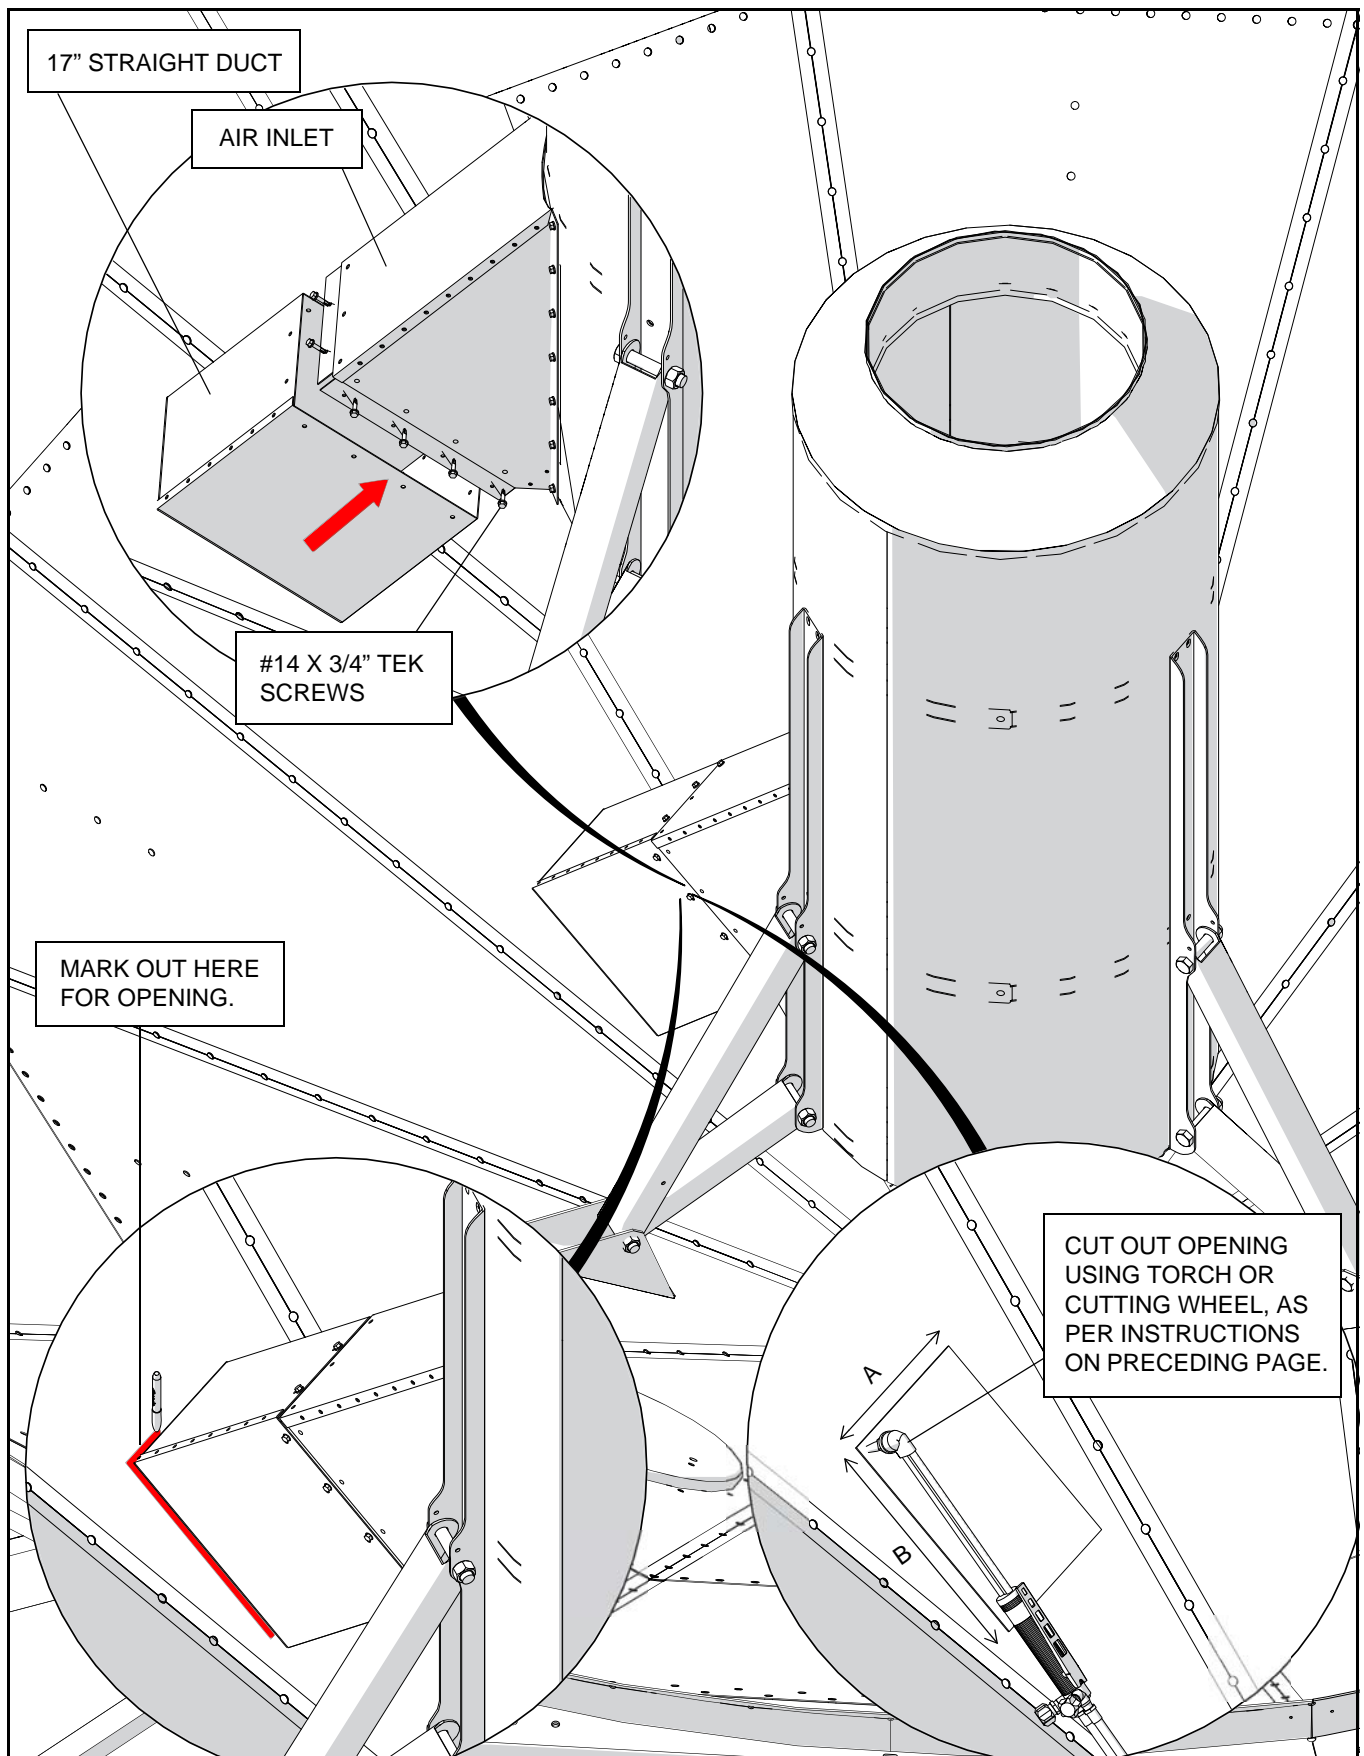 17” STRAIGHT DUCT
AIR INLET
#14 X 3/4” TEK
SCREWS
MARK OUT HERE
FOR OPENING.
CUT OUT OPENING
USING TORCH OR
CUTTING WHEEL, AS
PER INSTRUCTIONS
ON PRECEDING PAGE.
A
B